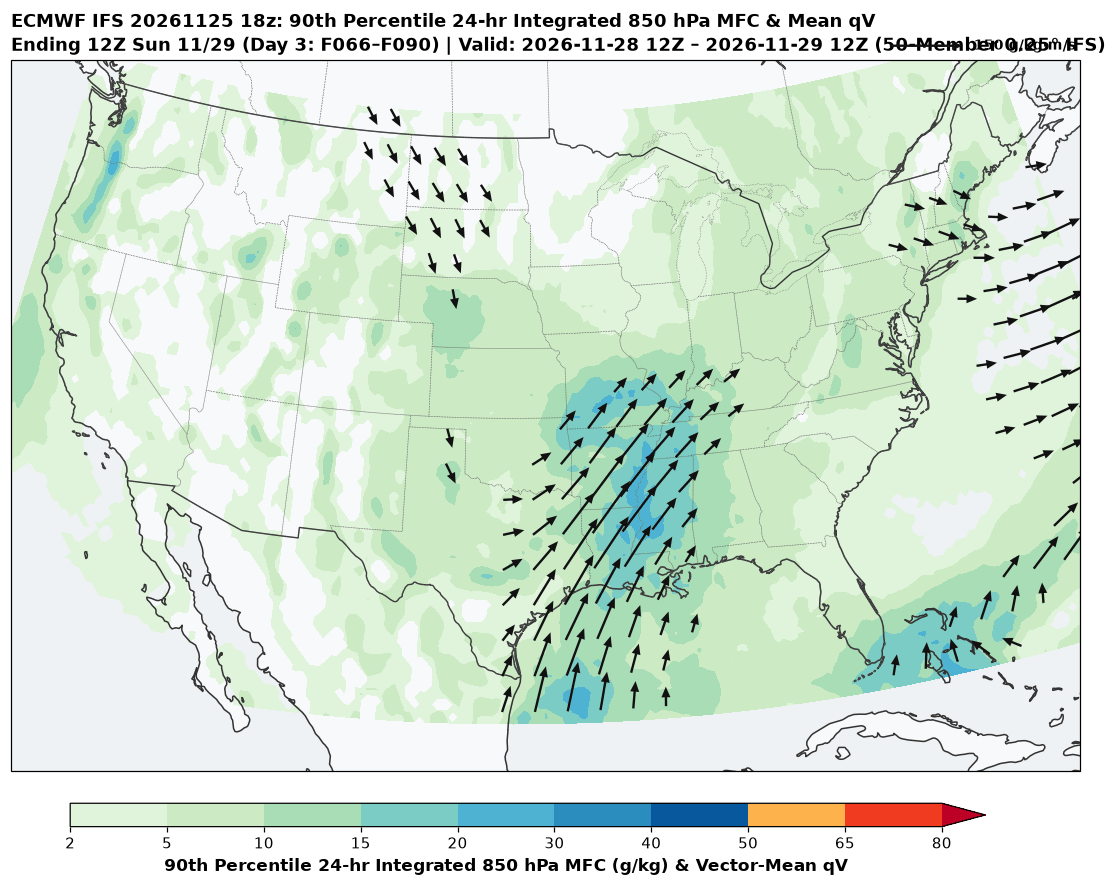 ECMWF IFS 20261125 18z: 90th Percentile 24-hr Integrated 850 hPa MFC & Mean qV
Ending 12Z Sun 11/29 (Day 3: F066–F090) | Valid: 2026-11-28 12Z – 2026-11-29 12Z (50-Member 0.25° IFS)
150 g/kg m/s
2 5 10 15 20 30 40 50 65 80
90th Percentile 24-hr Integrated 850 hPa MFC (g/kg) & Vector-Mean qV